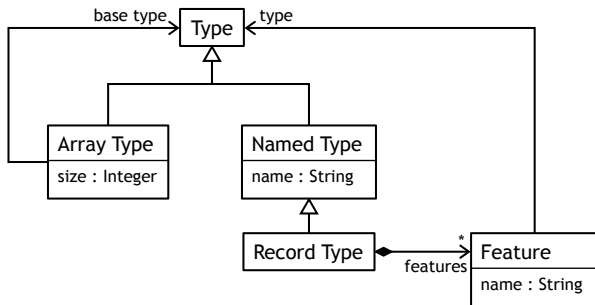 base type
Type
type
Array Type
size : Integer
Named Type
name : String
Record Type
*
features
Feature
name : String